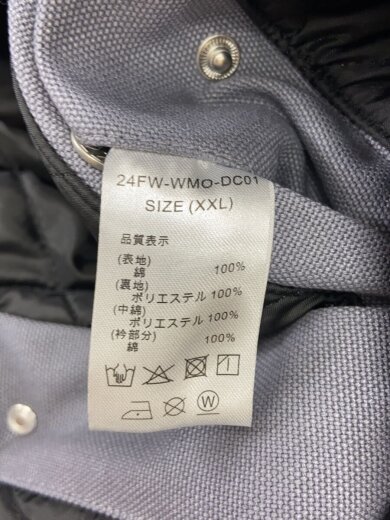 24FW-WMO-DC01
SIZE (XXL)
品質表示
(表地)
綿 100%
(裏地)
ポリエステル 100%
(中綿)
ポリエステル 100%
(衿部分)
綿 100%
W